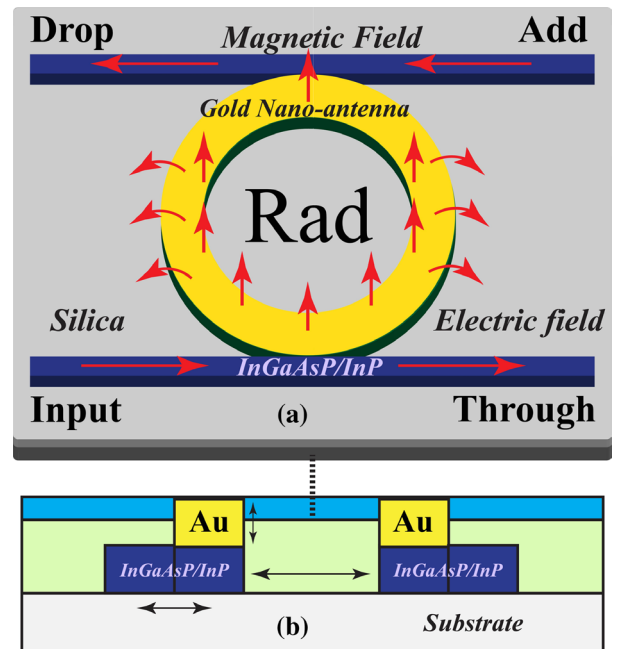 Drop Add
Magnetic Field
Gold Nano-antenna
Rad
Silica Electric field
InGaAsP/InP
Input (a) Through
Au Au
InGaAsP/InP InGaAsP/InP
(b) Substrate